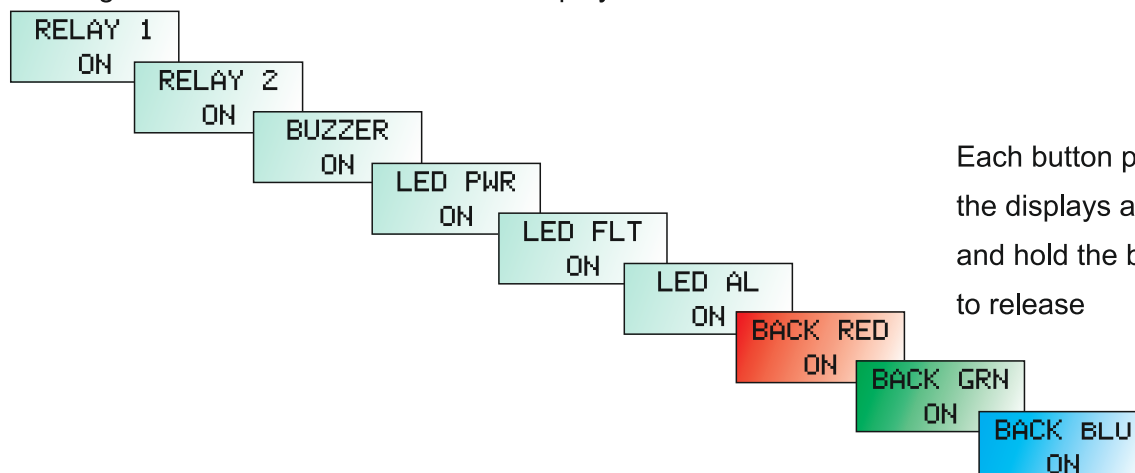 RELAY 1
ON
RELAY 2
ON
BUZZER
ON
LED PWR
ON
LED FLT
ON
LED AL
ON
BACK RED
ON
BACK GRN
ON
BACK BLU
ON
Each button
the displays
and hold the
to release